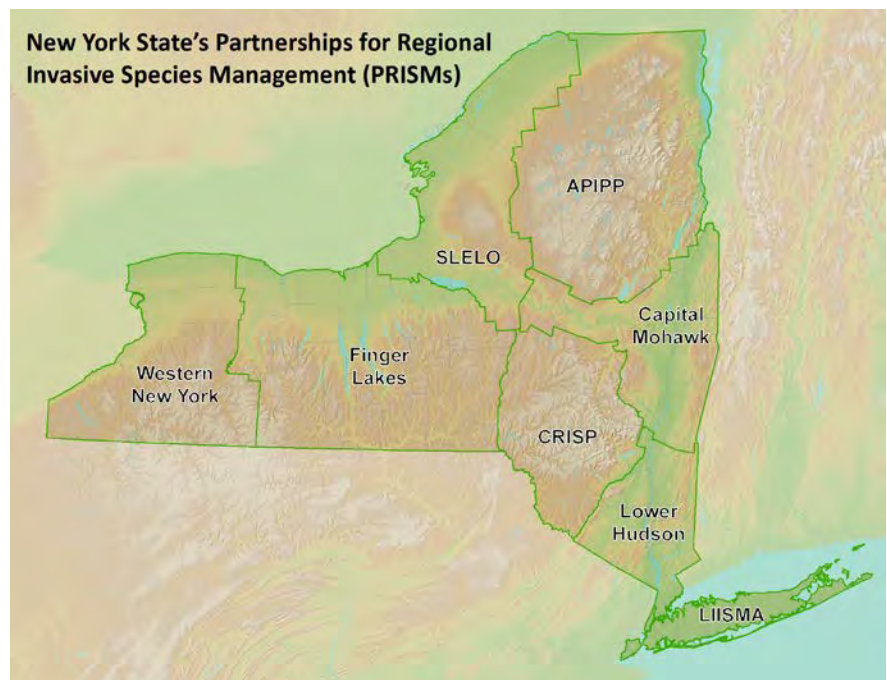 New York State's Partnerships for Regional
Invasive Species Management (PRISMs)
APIPP
SLELO
Capital
Mohawk
Finger
Lakes
Western
New York
CRISP
Lower
Hudson
LIISMA